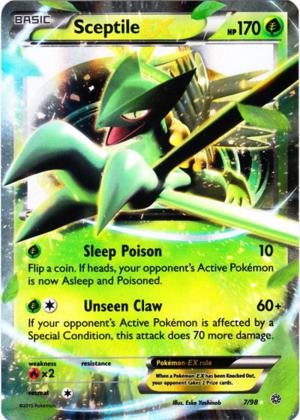 BASIC
Sceptile EX HP170
Sleep Poison 10
Flip a coin. If heads, your opponent's Active Pokémon
is now Asleep and Poisoned.
Unseen Claw 60+
If your opponent's Active Pokémon is affected by a
Special Condition, this attack does 70 more damage.
weakness resistance
×2
retreat
Pokémon-EX rule
When a Pokémon-EX has been Knocked Out,
your opponent takes 2 Prize cards.
©2015 Pokémon
Illus. Eske Yoshinob
7/98